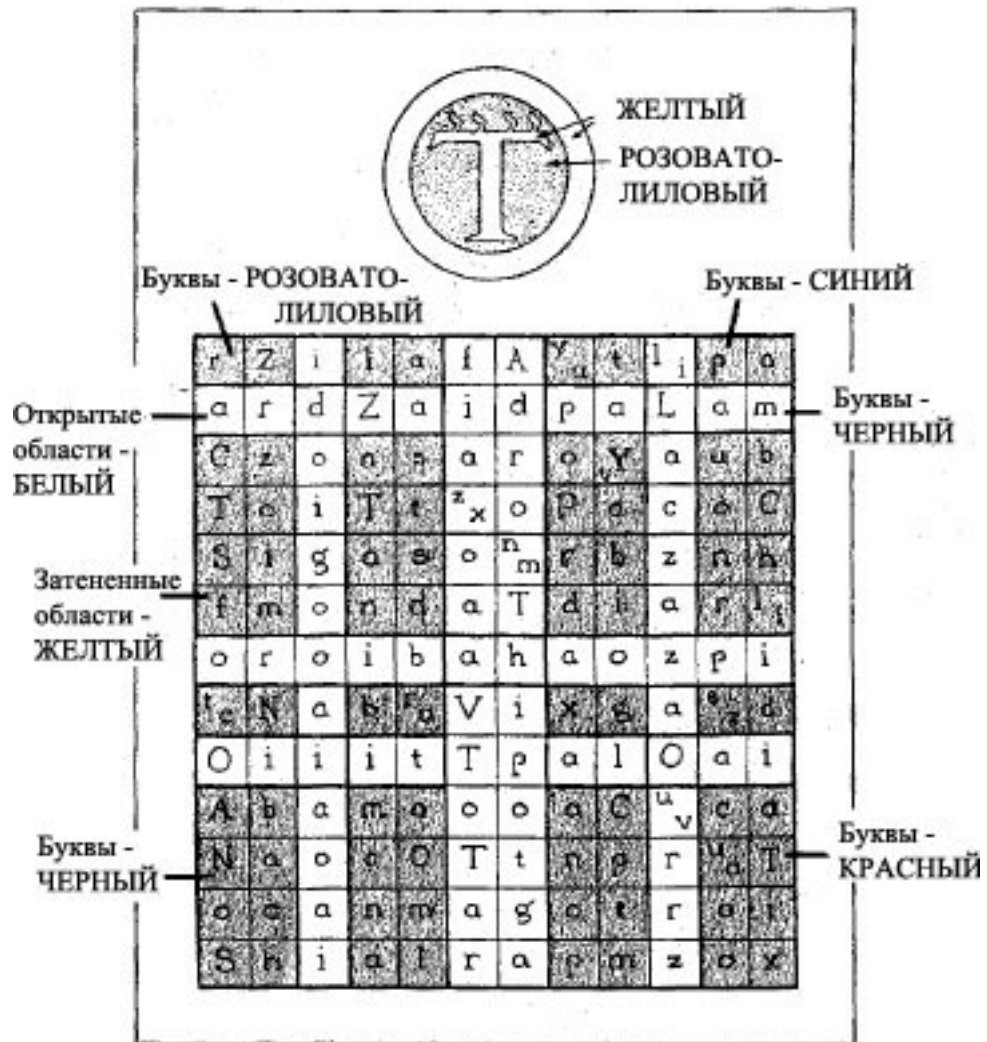 T
ЖЕЛТЫЙ
РОЗОВАТО-
ЛИЛОВЫЙ
Буквы - РОЗОВАТО-
ЛИЛОВЫЙ
Буквы - СИНИЙ
Открытые
области -
БЕЛЫЙ
Буквы -
ЧЕРНЫЙ
Затененные
области -
ЖЕЛТЫЙ
Буквы -
ЧЕРНЫЙ
Буквы -
КРАСНЫЙ
r Z i l a f A y u t l i p a
a r d Z a i d p a L a m
C z o n s a r o Y v a u b
T o i T t z x o P a c o C
S i g a s o n m r b z n h
f m o n d a T d i a r l i
o r o i b a h a o z p i
t c N a b r u V i x g a s z d
O i i i t T p a l O a i
A b a m o o o a C u v c a
N a o c O T t n p r u a T
o c a n m a g o t r o i
S h i a l r a p m z o x